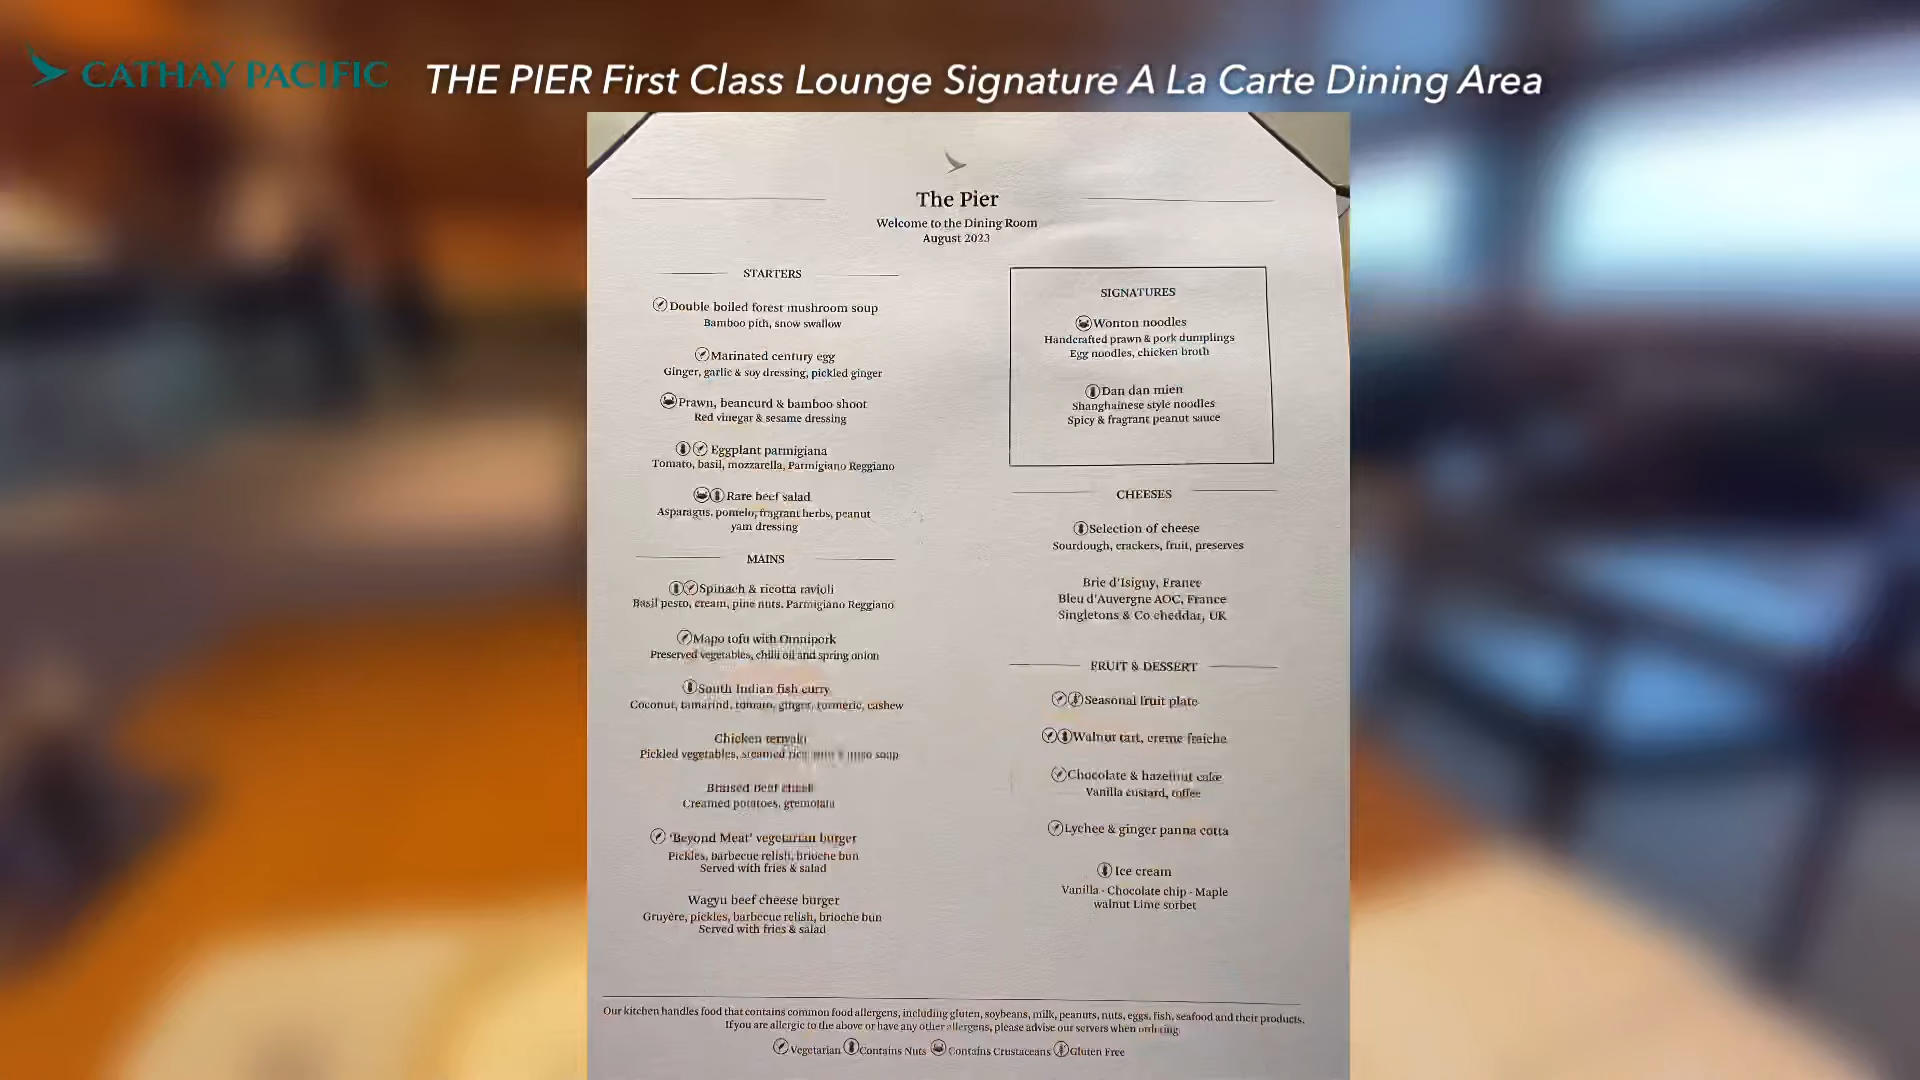 CATHAY PACIFIC
THE PIER First Class Lounge Signature A La Carte Dining Area
The Pier
Welcome to the Dining Room
August 2023
STARTERS
Double boiled forest mushroom soup
Bamboo pith, snow swallow
Marinated century egg
Ginger, garlic & soy dressing, pickled ginger
Prawn, beancurd & bamboo shoot
Red vinegar & sesame dressing
Eggplant parmigiana
Tomato, basil, mozzarella, Parmigiano Reggiano
Rare beef salad
Asparagus, pomelo, fragrant herbs, peanut
yam dressing
MAINS
Spinach & ricotta ravioli
Basil pesto, cream, pine nuts. Parmigiano Reggiano
Mapo tofu with Omnipork
Preserved vegetables, chilli oil and spring onion
South Indian fish curry
Coconut, tamarind, tomato, ginger, turmeric, cashew
Chicken teriyaki
Pickled vegetables, steamed rice soup
Braised beef
Creamed potatoes, gremolata
'Beyond Meat' vegetarian burger
Pickles, barbecue relish, brioche bun
Served with fries & salad
Wagyu beef cheese burger
Gruyère, pickles, barbecue relish, brioche bun
Served with fries & salad
SIGNATURES
Wonton noodles
Handcrafted prawn & pork dumplings
Egg noodles, chicken broth
Dan dan mien
Shanghainese style noodles
Spicy & fragrant peanut sauce
CHEESES
Selection of cheese
Sourdough, crackers, fruit, preserves
Brie d'Isigny, France
Bleu d'Auvergne AOC, France
Singletons & Co cheddar, UK
FRUIT & DESSERT
Seasonal fruit plate
Walnut tart, creme fraiche
Chocolate & hazelnut cake
Vanilla custard, toffee
Lychee & ginger panna cotta
Ice cream
Vanilla - Chocolate chip - Maple
walnut Lime sorbet
Our kitchen handles food that contains common food allergens, including gluten, soybeans, milk, peanuts, nuts, eggs, fish, seafood and their products.
If you are allergic to the above or have any other allergens, please advise our servers when ordering
Vegetarian Contains Nuts Contains Crustaceans Gluten Free